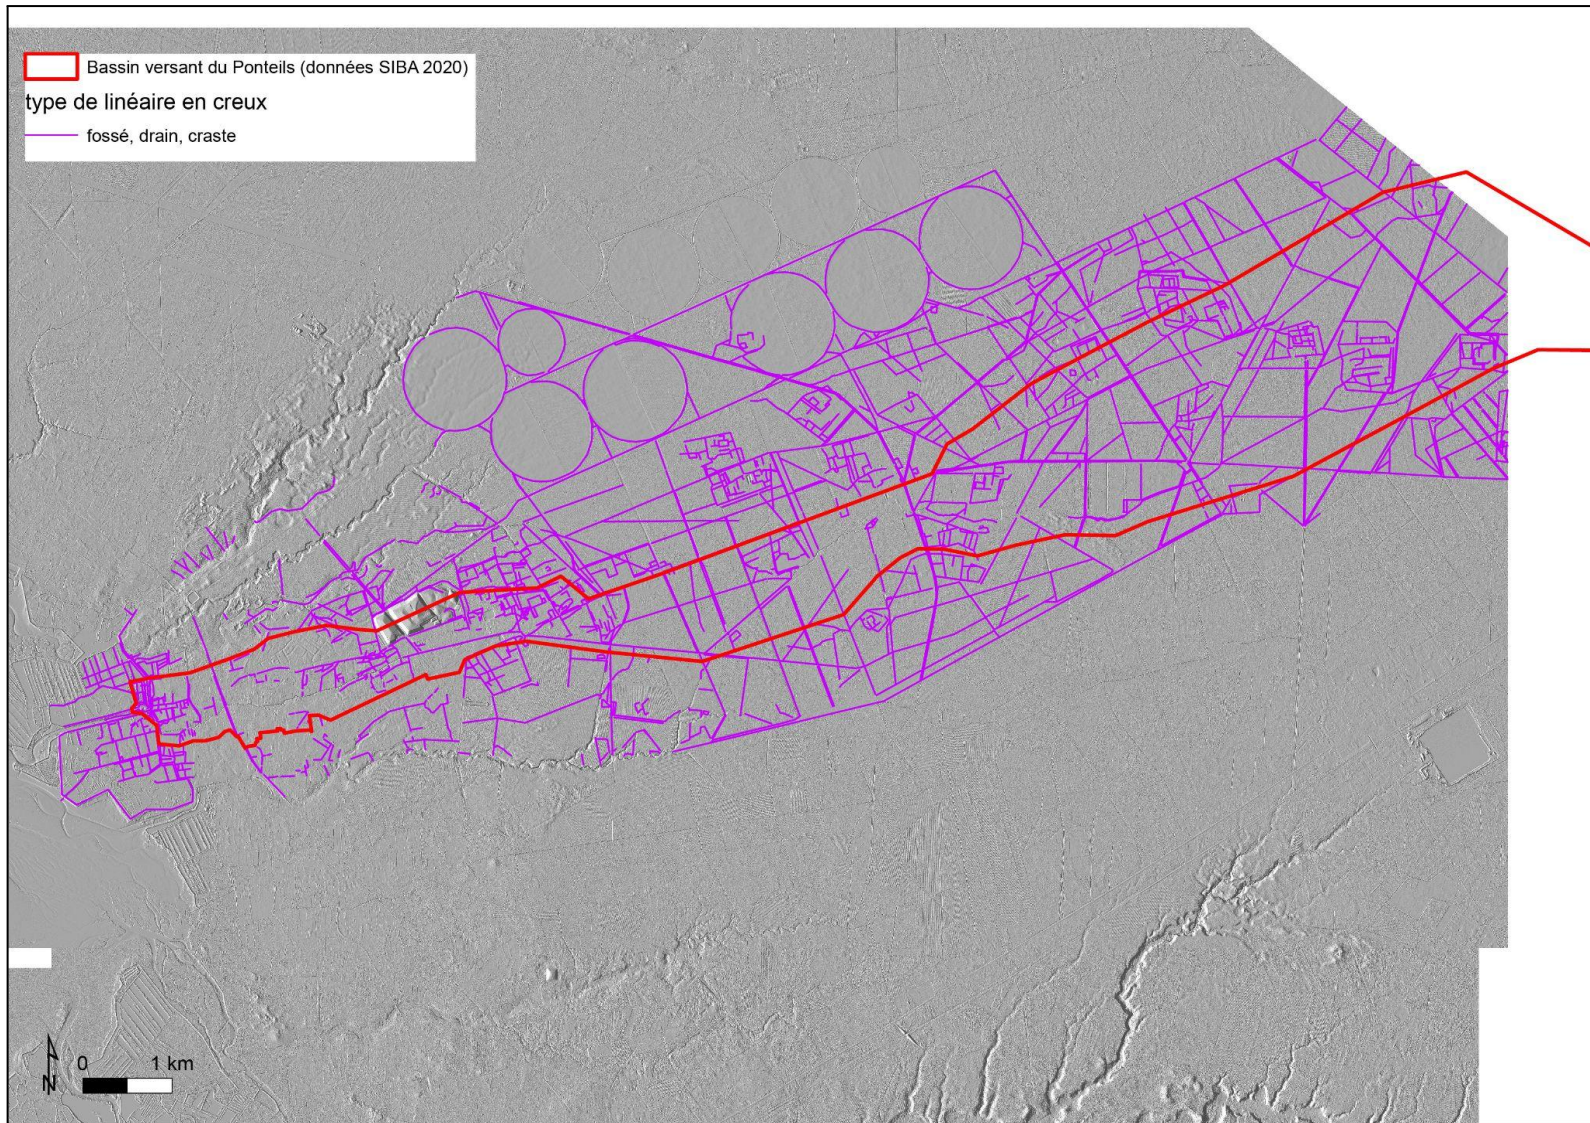 Bassin versant du Ponteils (données SIBA 2020)
type de linéaire en creux
fossé, drain, craste
N
0 1 km